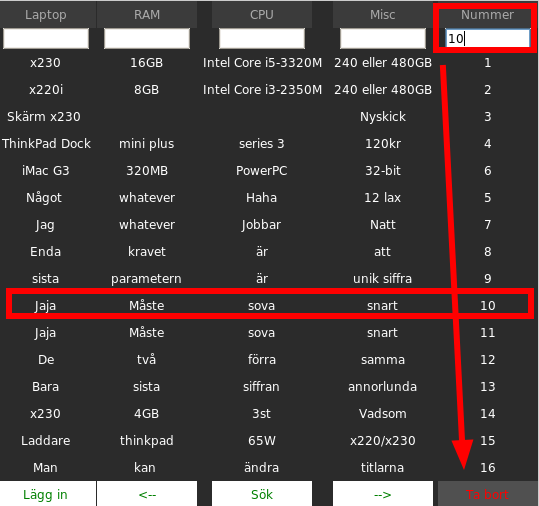 Laptop RAM CPU Misc Nummer
10
x230 16GB Intel Core i5-3320M 240 eller 480GB 1
x220i 8GB Intel Core i3-2350M 240 eller 480GB 2
Skärm x230 Nyskick 3
ThinkPad Dock mini plus series 3 120kr 4
iMac G3 320MB PowerPC 32-bit 6
Något whatever Haha 12 lax 5
Jag whatever Jobbar Natt 7
Enda kravet är att 8
sista parametern är unik siffra 9
Jaja Måste sova snart 10
Jaja Måste sova snart 11
De två förra samma 12
Bara sista siffran annorlunda 13
x230 4GB 3st Vadsom 14
Laddare thinkpad 65W x220/x230 15
Man kan ändra titlarna 16
Lägg in <-- Sök --> Ta bort